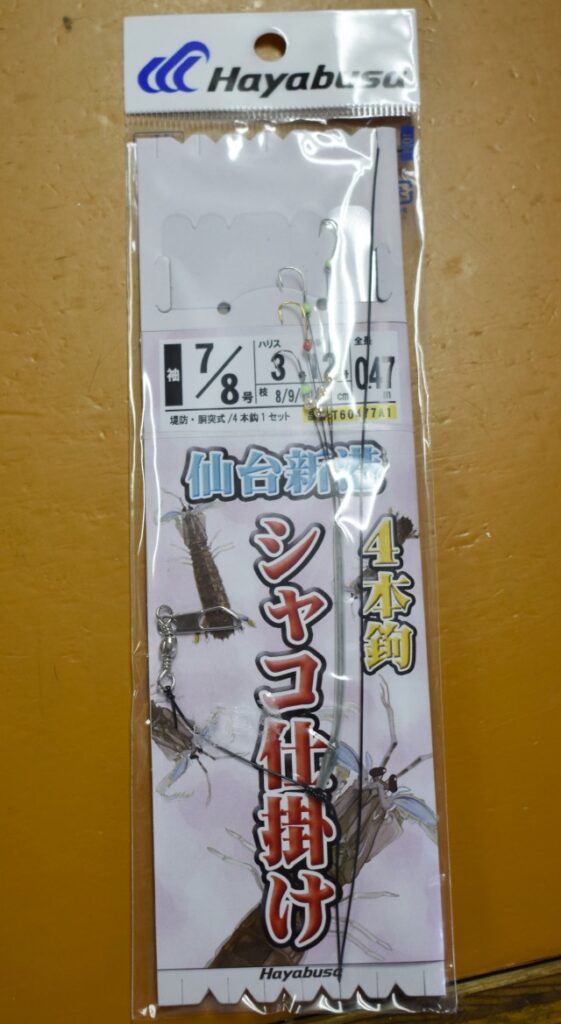 Hayabusa
袖 7/8号
ハリス 3
2
全長 0.47 m
枝 8/9/ cm
堤防・胴突式/4本鈎1セット
仙台新港
4本鈎
シャコ仕掛け
Hayabusa